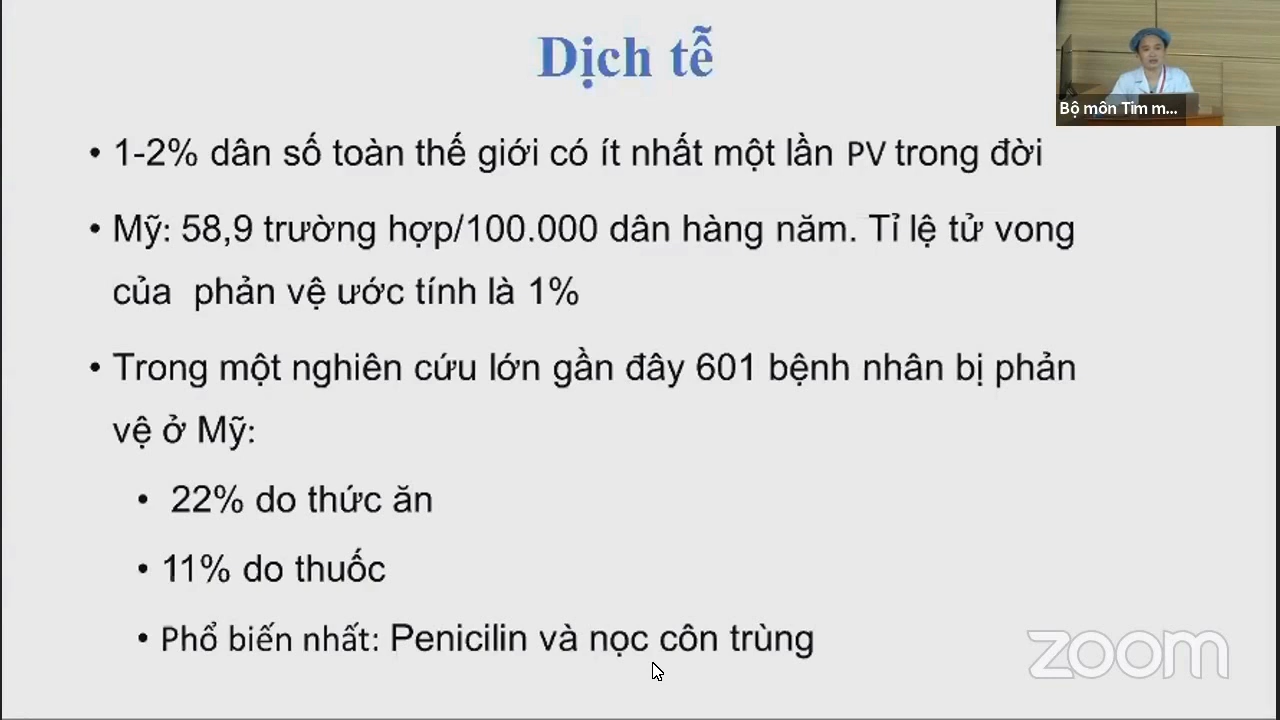 Dịch tễ
Bộ môn Tim m...
• 1-2% dân số toàn thế giới có ít nhất một lần PV trong đời
• Mỹ: 58,9 trường hợp/100.000 dân hàng năm. Tỉ lệ tử vong
của phản vệ ước tính là 1%
• Trong một nghiên cứu lớn gần đây 601 bệnh nhân bị phản
vệ ở Mỹ:
• 22% do thức ăn
• 11% do thuốc
• Phổ biến nhất: Penicilin và nọc côn trùng
zoom